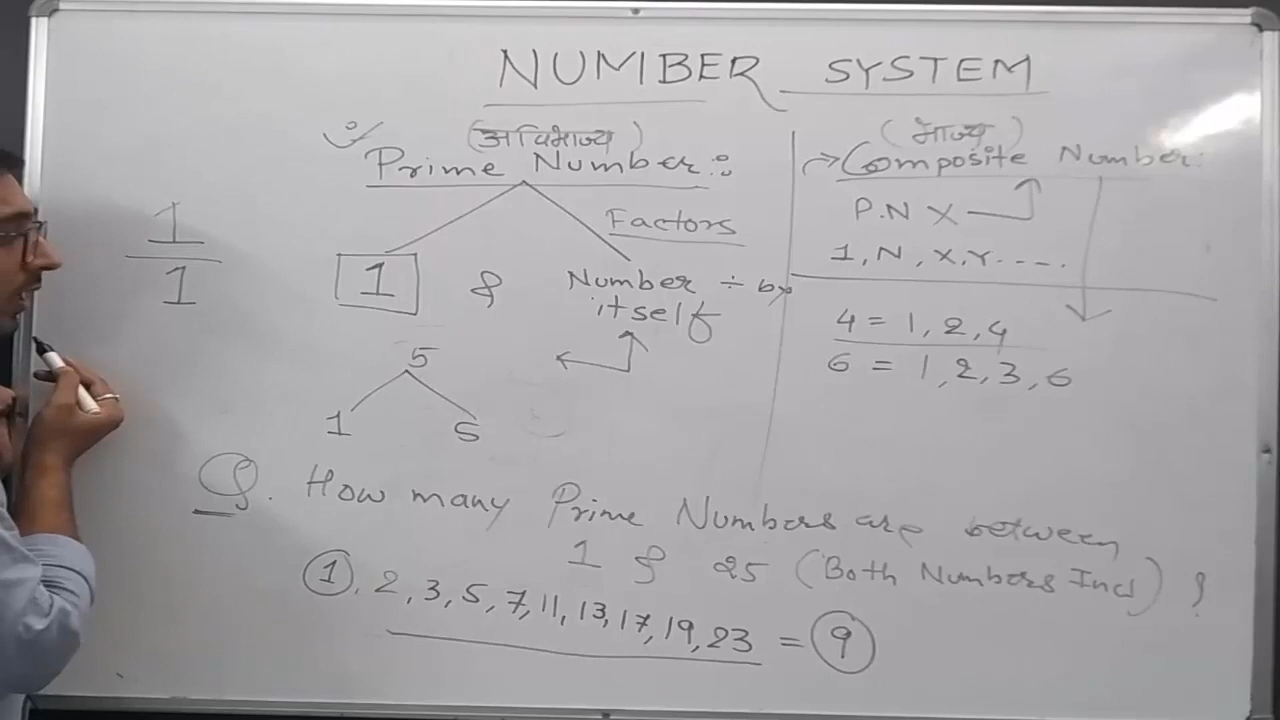 NUMBER SYSTEM
(अविभाज्य)
Prime Number:
Factors
1 & Number ÷ by
itself
5
1 5
1
1
(भाज्य)
→ Composite Number:
P.N X
1, N, X, Y ----.
4 = 1, 2, 4
6 = 1, 2, 3, 6
Q. How many Prime Numbers are between
1 & 25 (Both Numbers Incl) ?
1, 2, 3, 5, 7, 11, 13, 17, 19, 23 = 9